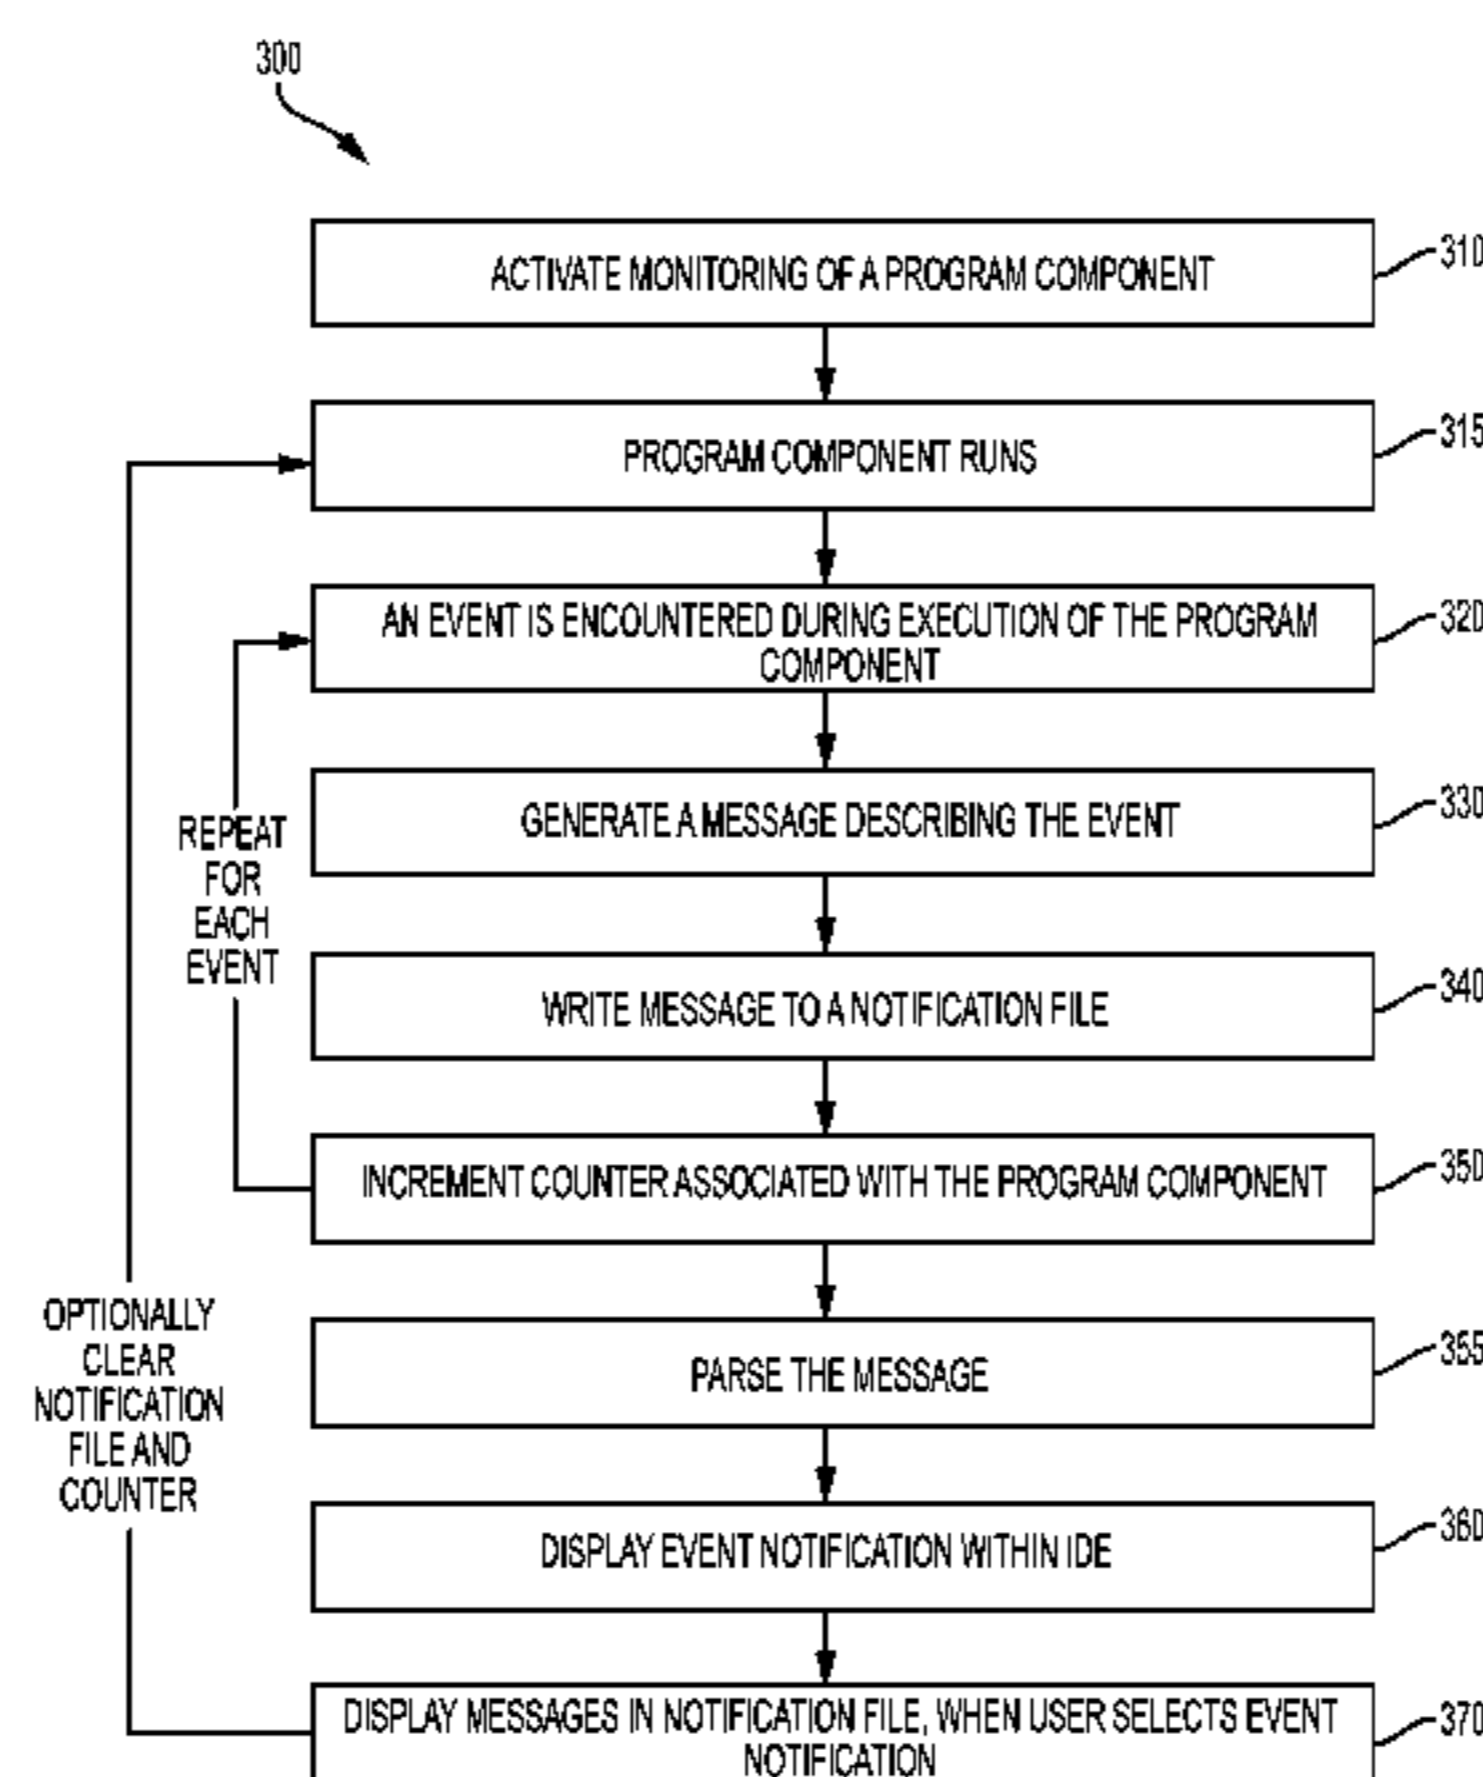 300
ACTIVATE MONITORING OF A PROGRAM COMPONENT
310
PROGRAM COMPONENT RUNS
315
AN EVENT IS ENCOUNTERED DURING EXECUTION OF THE PROGRAM
COMPONENT
320
GENERATE A MESSAGE DESCRIBING THE EVENT
330
REPEAT
FOR
EACH
EVENT
WRITE MESSAGE TO A NOTIFICATION FILE
340
INCREMENT COUNTER ASSOCIATED WITH THE PROGRAM COMPONENT
350
OPTIONALLY
CLEAR
NOTIFICATION
FILE AND
COUNTER
PARSE THE MESSAGE
355
DISPLAY EVENT NOTIFICATION WITHIN IDE
360
DISPLAY MESSAGES IN NOTIFICATION FILE, WHEN USER SELECTS EVENT
NOTIFICATION
370